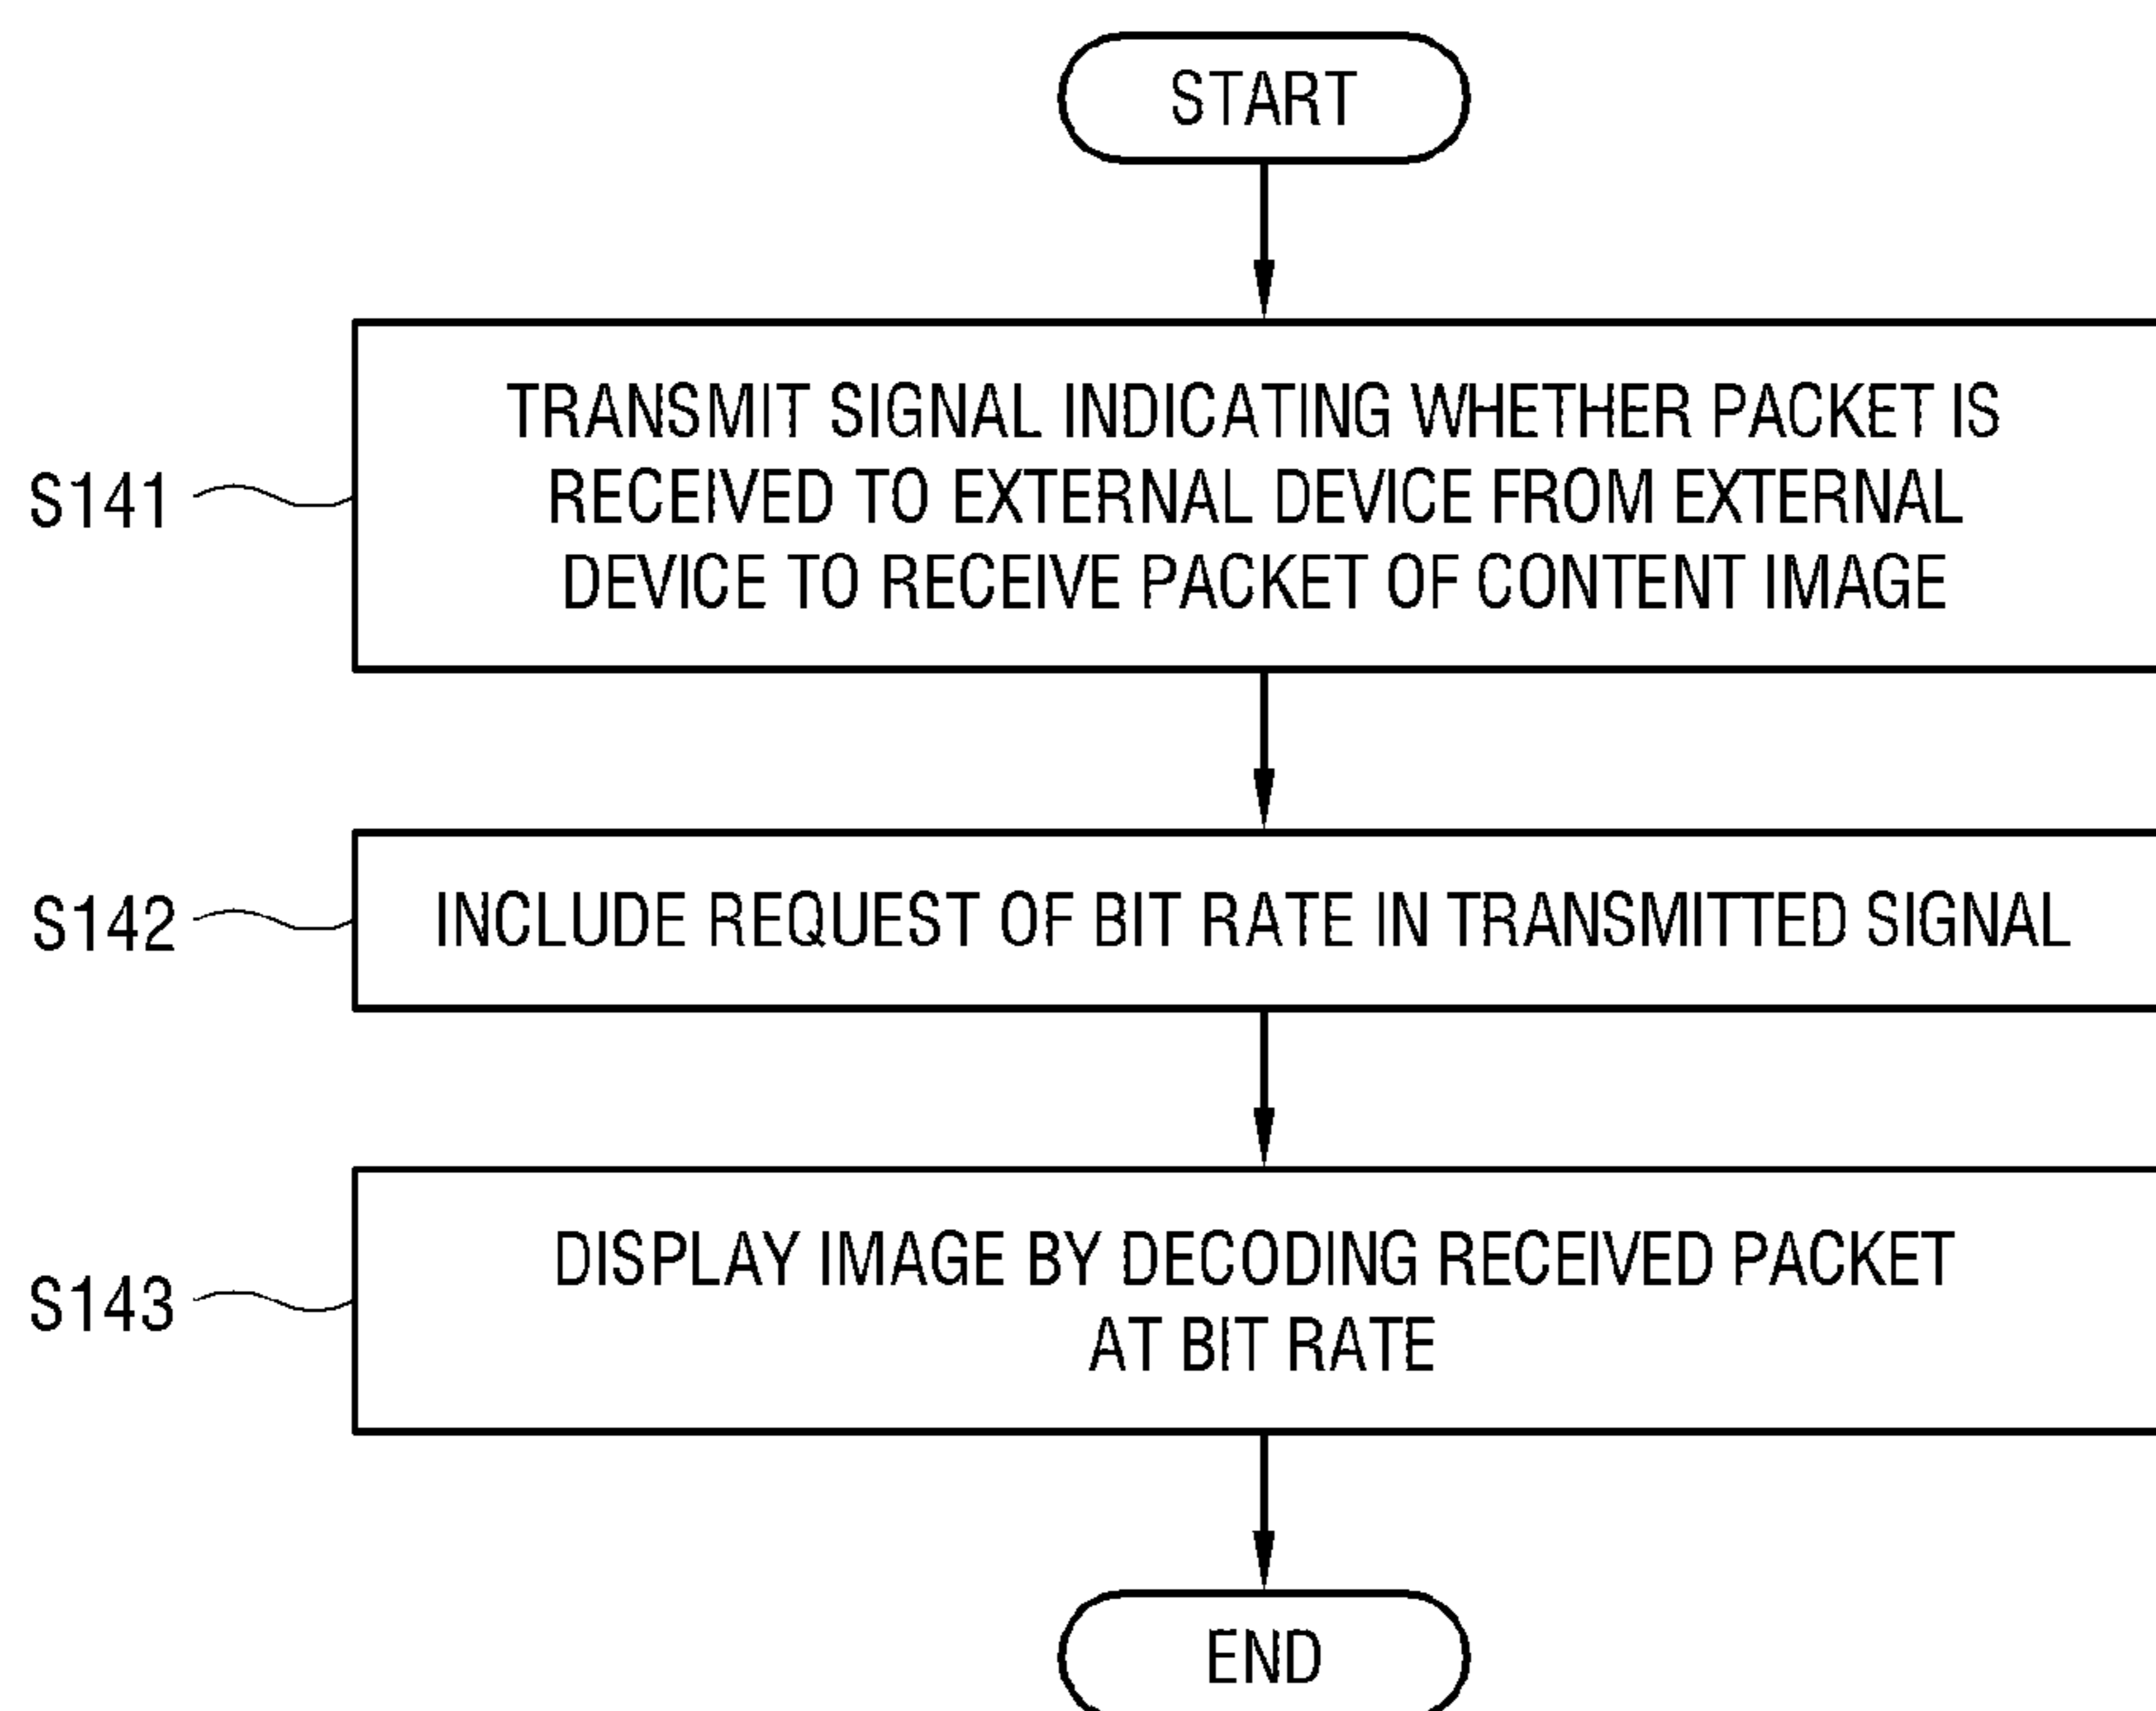 START
TRANSMIT SIGNAL INDICATING WHETHER PACKET IS
RECEIVED TO EXTERNAL DEVICE FROM EXTERNAL
DEVICE TO RECEIVE PACKET OF CONTENT IMAGE
S141
INCLUDE REQUEST OF BIT RATE IN TRANSMITTED SIGNAL
S142
DISPLAY IMAGE BY DECODING RECEIVED PACKET
AT BIT RATE
S143
END